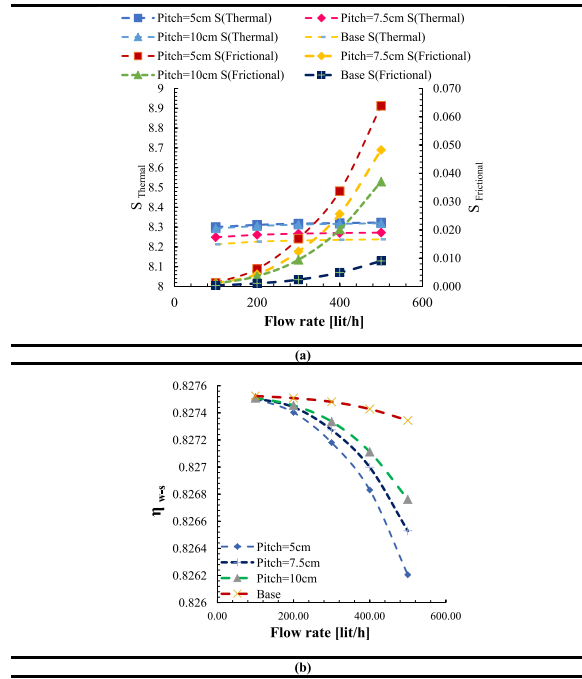 Pitch=5cm S(Thermal) Pitch=7.5cm S(Thermal)
Pitch=10cm S(Thermal) Base S(Thermal)
Pitch=5cm S(Frictional) Pitch=7.5cm S(Frictional)
Pitch=10cm S(Frictional) Base S(Frictional)
9 0.070
8.9
8.8 0.060
8.7
8.6 0.050
8.5 0.040
8.4
8.3 0.030
8.2 0.020
8.1 0.010
8 0.000
S Thermal
S Frictional
0 200 400 600
Flow rate [lit/h]
(a)
0.8276
0.8274
0.8272
0.827
0.8268
0.8266
0.8264
0.8262
0.826
η w-s
Pitch=5cm
Pitch=7.5cm
Pitch=10cm
Base
0.00 200.00 400.00 600.00
Flow rate [lit/h]
(b)